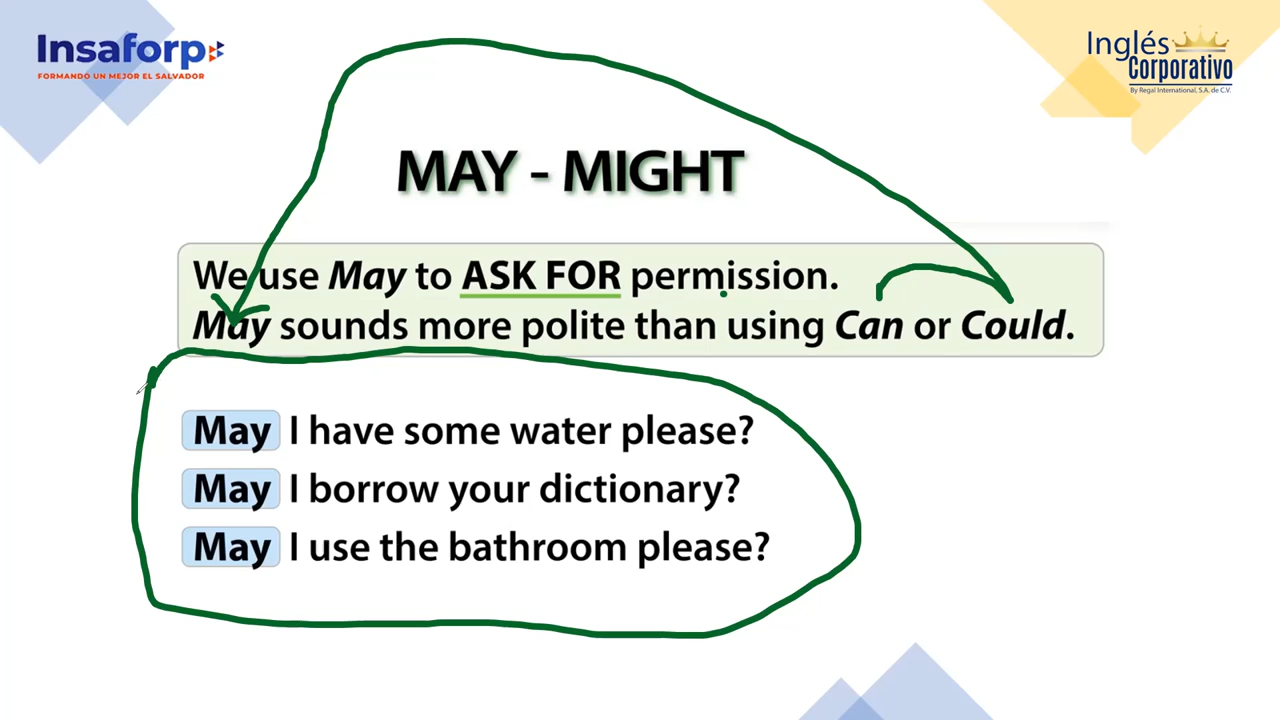 Insaforp
FORMANDO UN MEJOR EL SALVADOR
Inglés
Corporativo
By Regal International, S.A. de C.V.
MAY - MIGHT
We use May to ASK FOR permission.
May sounds more polite than using Can or Could.
May I have some water please?
May I borrow your dictionary?
May I use the bathroom please?